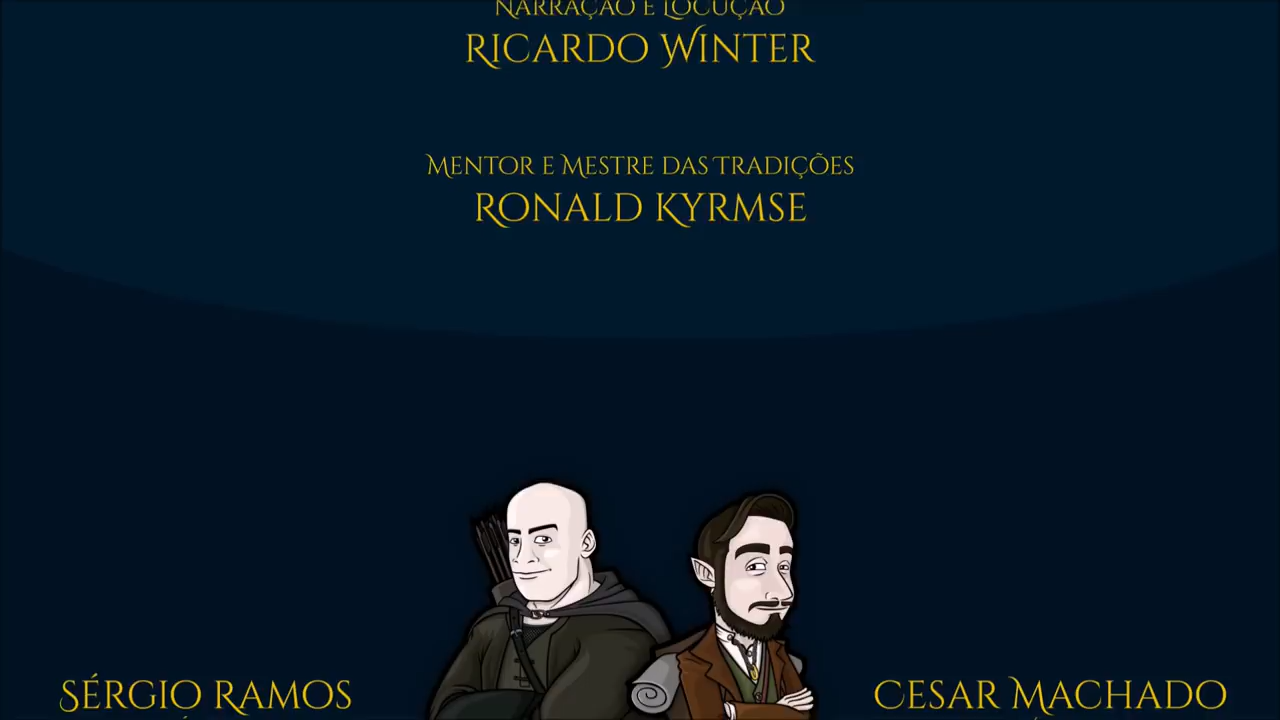 Narração e Locução
Ricardo Winter
Mentor e Mestre das Tradições
Ronald Kyrmse
Sérgio Ramos
Cesar Machado